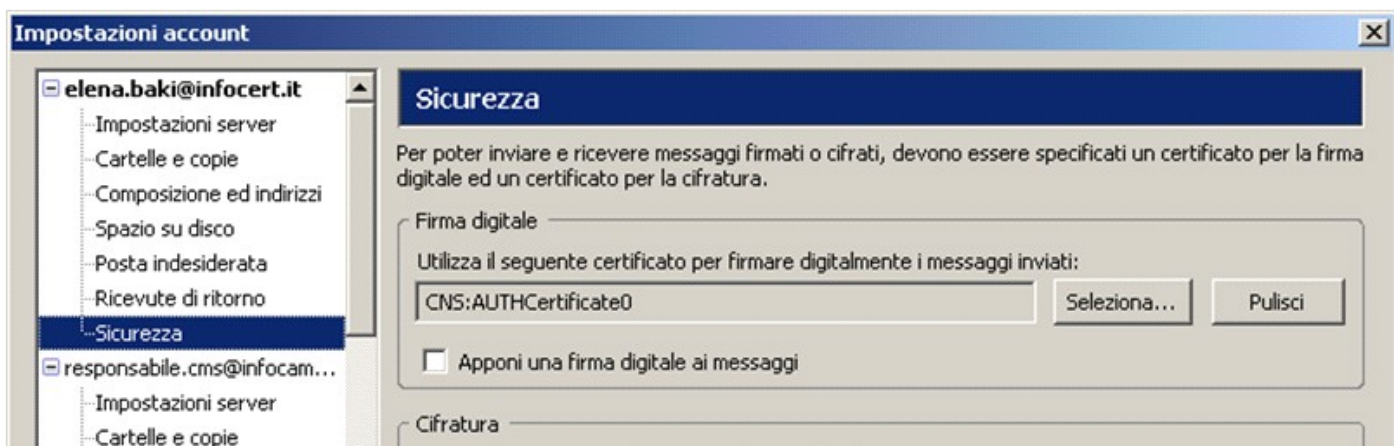 Impostazioni account
elena.baki@infocert.it
Impostazioni server
Cartelle e copie
Composizione ed indirizzi
Spazio su disco
Posta indesiderata
Ricevute di ritorno
Sicurezza
responsabile.cms@infocam...
Impostazioni server
Cartelle e copie
Sicurezza
Per poter inviare e ricevere messaggi firmati o cifrati, devono essere specificati un certificato per la firma
digitale ed un certificato per la cifratura.
Firma digitale
Utilizza il seguente certificato per firmare digitalmente i messaggi inviati:
CNS:AUTHCertificate0 Seleziona... Pulisci
Apponi una firma digitale ai messaggi
Cifratura